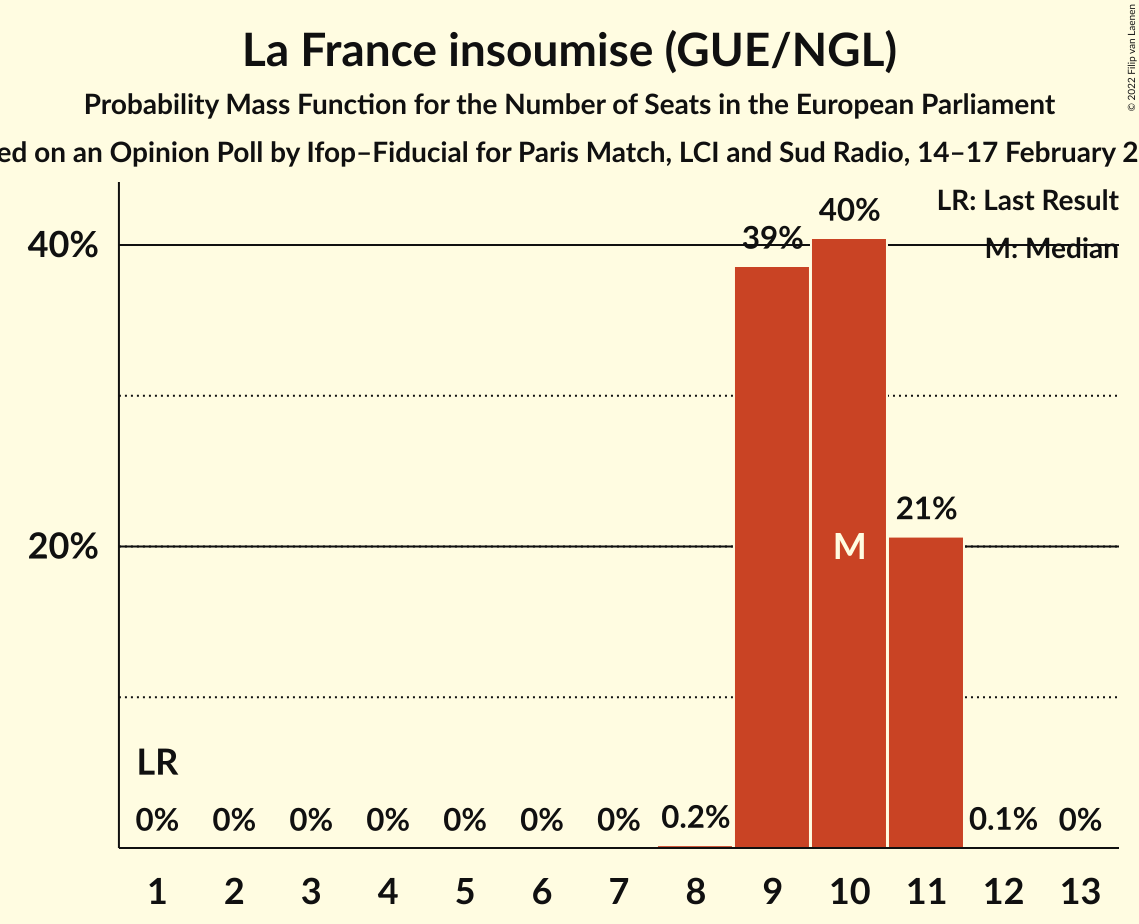 La France insoumise (GUE/NGL)
Probability Mass Function for the Number of Seats in the European Parliament
on an Opinion Poll by Ifop–Fiducial for Paris Match, LCI and Sud Radio, 14–17 February
© 2022 Filip van Laenen
LR: Last Result
M: Median
40%
20%
39%
40%
21%
M
LR
0% 0% 0% 0% 0% 0% 0% 0.2% 0.1% 0%
1 2 3 4 5 6 7 8 9 10 11 12 13